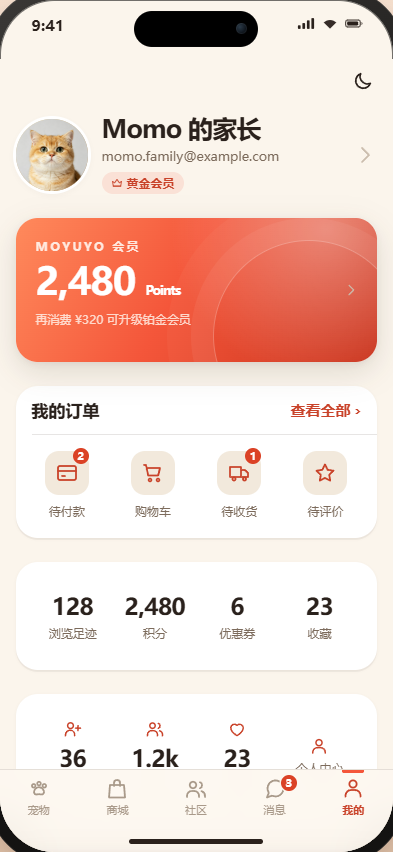 9:41
Momo 的家长
momo.family@example.com
黄金会员
MOYUYO 会员
2,480 Points
再消费 ¥320 可升级铂金会员
我的订单
查看全部 ›
2
1
待付款
购物车
待收货
待评价
128
2,480
6
23
浏览足迹
积分
优惠券
收藏
36
1.2k
23
个人中心
3
宠物
商城
社区
消息
我的